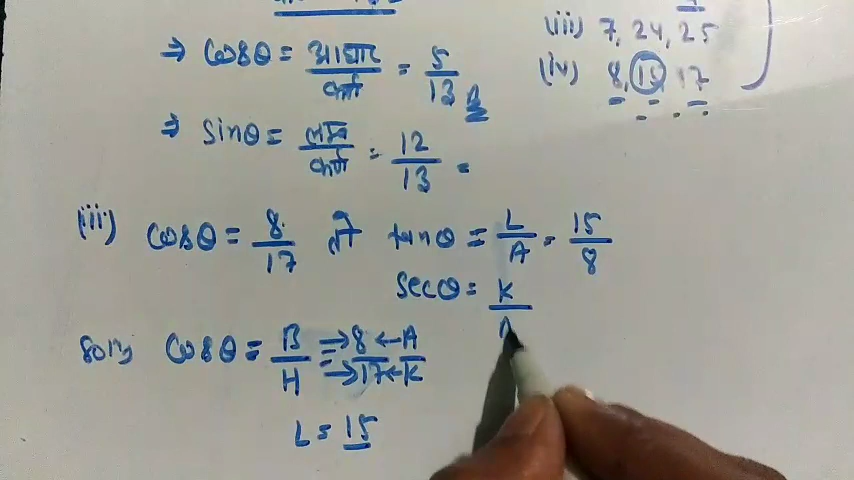 (iii) 7, 24, 25
⇒ cosθ = आधार/कर्ण = 5/13
(iv) 8, 15, 17
⇒ sinθ = लम्ब/कर्ण = 12/13 =
(iii) cosθ = 8/17 तो tanθ = L/A = 15/8
secθ = K/A
soln cosθ = B/H ⇒ 8/17 ← A/K
L = 15